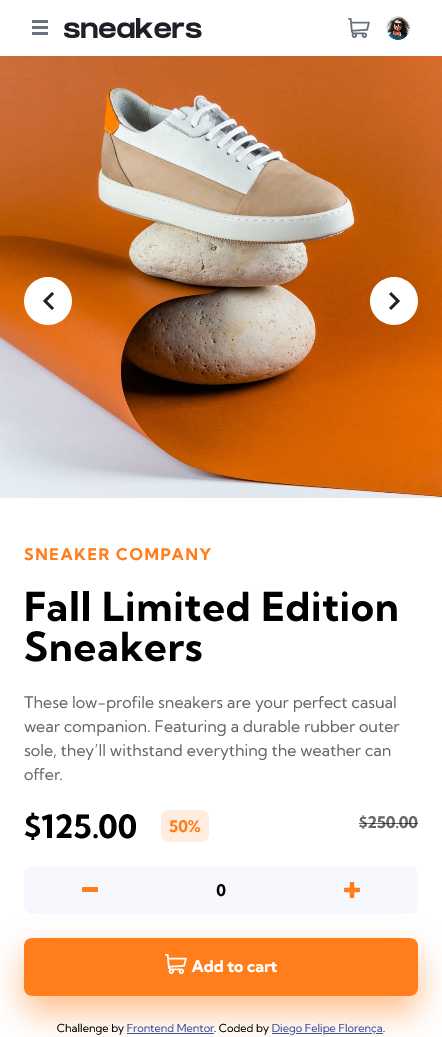 sneakers
SNEAKER COMPANY
Fall Limited Edition
Sneakers
These low-profile sneakers are your perfect casual
wear companion. Featuring a durable rubber outer
sole, they’ll withstand everything the weather can
offer.
$125.00 50% $250.00
0
Add to cart
Challenge by Frontend Mentor. Coded by Diego Felipe Florença.